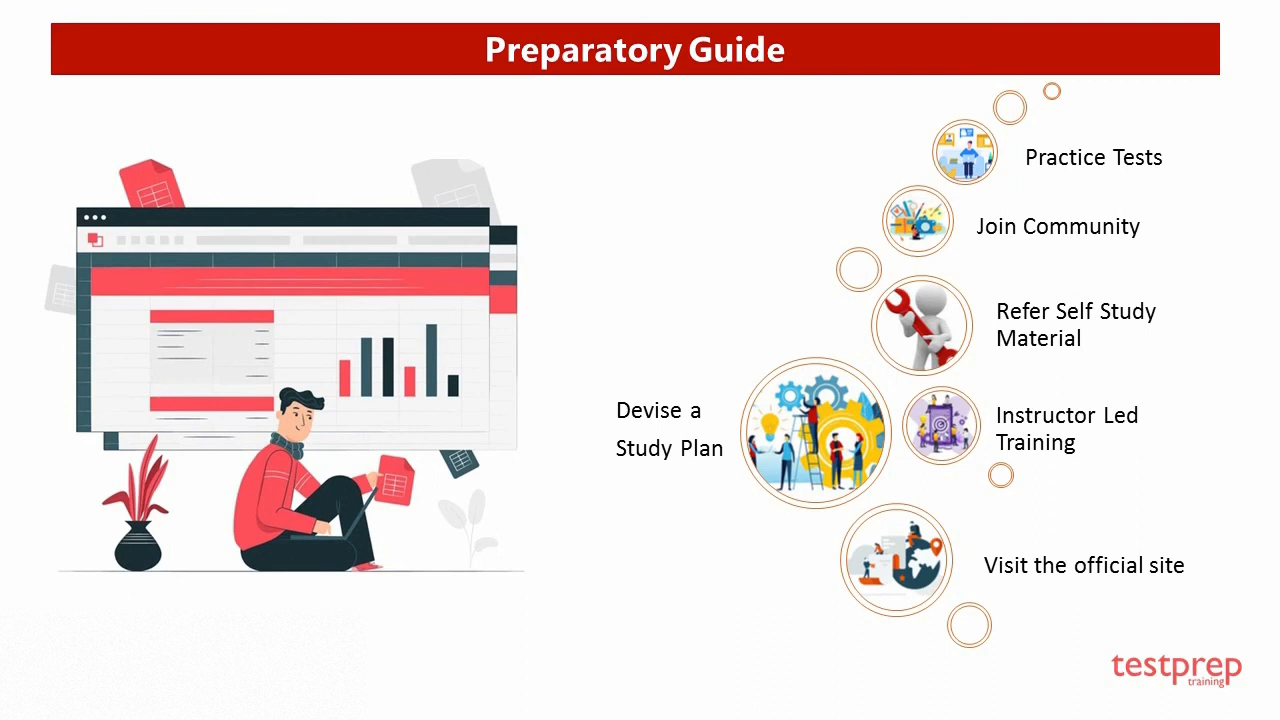 Preparatory Guide
Practice Tests
Join Community
Refer Self Study
Material
Devise a
Study Plan
Instructor Led
Training
Visit the official site
testprep
training